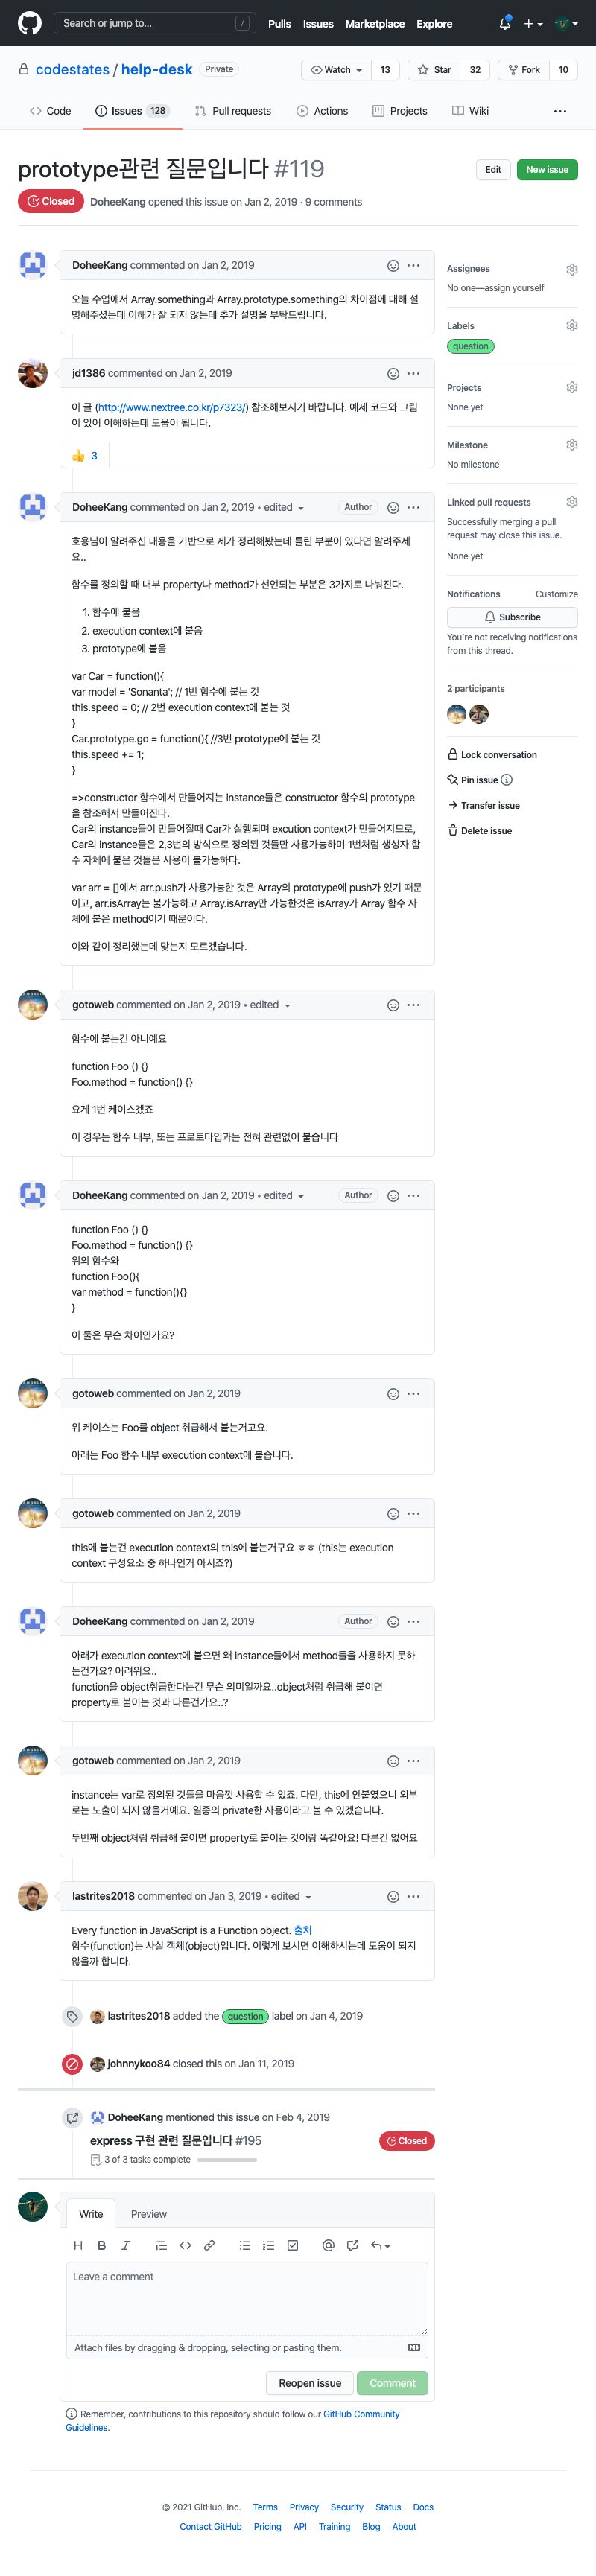 Search or jump to...
/
Pulls Issues Marketplace Explore
codestates / help-desk Private
Watch 13 Star 32 Fork 10
Code Issues 128 Pull requests Actions Projects Wiki
prototype관련 질문입니다 #119
Edit New issue
Closed DoheeKang opened this issue on Jan 2, 2019 · 9 comments
DoheeKang commented on Jan 2, 2019
오늘 수업에서 Array.something과 Array.prototype.something의 차이점에 대해 설
명해주셨는데 이해가 잘 되지 않는데 추가 설명을 부탁드립니다.
Assignees
No one—assign yourself
Labels
question
Projects
None yet
Milestone
No milestone
Linked pull requests
Successfully merging a pull
request may close this issue.
None yet
Notifications Customize
Subscribe
You're not receiving notifications
from this thread.
2 participants
Lock conversation
Pin issue
Transfer issue
Delete issue
jd1386 commented on Jan 2, 2019
이 글 (http://www.nextree.co.kr/p7323/) 참조해보시기 바랍니다. 예제 코드와 그림
이 있어 이해하는데 도움이 됩니다.
👍 3
DoheeKang commented on Jan 2, 2019 • edited Author
호용님이 알려주신 내용을 기반으로 제가 정리해봤는데 틀린 부분이 있다면 알려주세
요..
함수를 정의할 때 내부 property나 method가 선언되는 부분은 3가지로 나눠진다.
1. 함수에 붙음
2. execution context에 붙음
3. prototype에 붙음
var Car = function(){
var model = 'Sonanta'; // 1번 함수에 붙는 것
this.speed = 0; // 2번 execution context에 붙는 것
}
Car.prototype.go = function(){ //3번 prototype에 붙는 것
this.speed += 1;
}
=>constructor 함수에서 만들어지는 instance들은 constructor 함수의 prototype
을 참조해서 만들어진다.
Car의 instance들이 만들어질때 Car가 실행되며 excution context가 만들어지므로,
Car의 instance들은 2,3번의 방식으로 정의된 것들만 사용가능하며 1번처럼 생성자 함
수 자체에 붙은 것들은 사용이 불가능하다.
var arr = []에서 arr.push가 사용가능한 것은 Array의 prototype에 push가 있기 때문
이고, arr.isArray는 불가능하고 Array.isArray만 가능한것은 isArray가 Array 함수 자
체에 붙은 method이기 때문이다.
이와 같이 정리했는데 맞는지 모르겠습니다.
gotoweb commented on Jan 2, 2019 • edited
함수에 붙는건 아니예요
function Foo () {}
Foo.method = function() {}
요게 1번 케이스겠죠
이 경우는 함수 내부, 또는 프로토타입과는 전혀 관련없이 붙습니다
DoheeKang commented on Jan 2, 2019 • edited Author
function Foo () {}
Foo.method = function() {}
위의 함수와
function Foo(){
var method = function(){}
}
이 둘은 무슨 차이인가요?
gotoweb commented on Jan 2, 2019
위 케이스는 Foo를 object 취급해서 붙는거고요.
아래는 Foo 함수 내부 execution context에 붙습니다.
gotoweb commented on Jan 2, 2019
this에 붙는건 execution context의 this에 붙는거구요 ㅎㅎ (this는 execution
context 구성요소 중 하나인거 아시죠?)
DoheeKang commented on Jan 2, 2019 Author
아래가 execution context에 붙으면 왜 instance들에서 method들을 사용하지 못하
는건가요? 어려워요..
function을 object취급한다는건 무슨 의미일까요..object처럼 취급해 붙이면
property로 붙이는 것과 다른건가요..?
gotoweb commented on Jan 2, 2019
instance는 var로 정의된 것들을 마음껏 사용할 수 있죠. 다만, this에 안붙였으니 외부
로는 노출이 되지 않을거예요. 일종의 private한 사용이라고 볼 수 있겠습니다.
두번째 object처럼 취급해 붙이면 property로 붙이는 것이랑 똑같아요! 다른건 없어요
lastrites2018 commented on Jan 3, 2019 • edited
Every function in JavaScript is a Function object. 출처
함수(function)는 사실 객체(object)입니다. 이렇게 보시면 이해하시는데 도움이 되지
않을까 합니다.
lastrites2018 added the question label on Jan 4, 2019
johnnykoo84 closed this on Jan 11, 2019
DoheeKang mentioned this issue on Feb 4, 2019
express 구현 관련 질문입니다 #195 Closed
3 of 3 tasks complete
Write Preview
Leave a comment
Attach files by dragging & dropping, selecting or pasting them.
Reopen issue Comment
Remember, contributions to this repository should follow our GitHub Community
Guidelines.
© 2021 GitHub, Inc. Terms Privacy Security Status Docs
Contact GitHub Pricing API Training Blog About